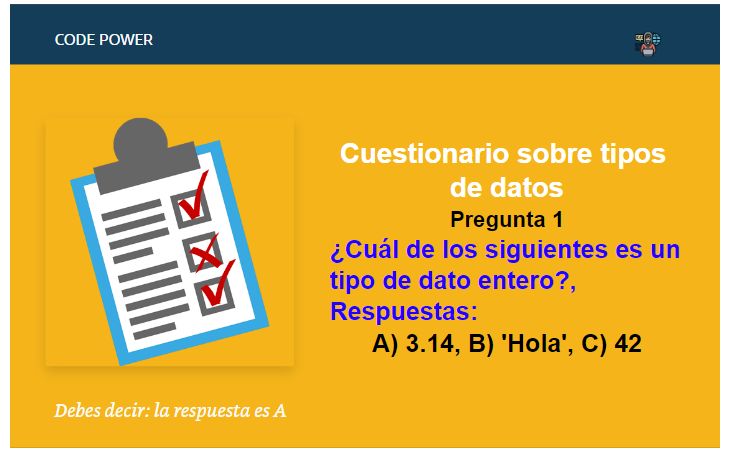 CODE POWER
Cuestionario sobre tipos
de datos
Pregunta 1
¿Cuál de los siguientes es un
tipo de dato entero?,
Respuestas:
A) 3.14, B) 'Hola', C) 42
Debes decir: la respuesta es A